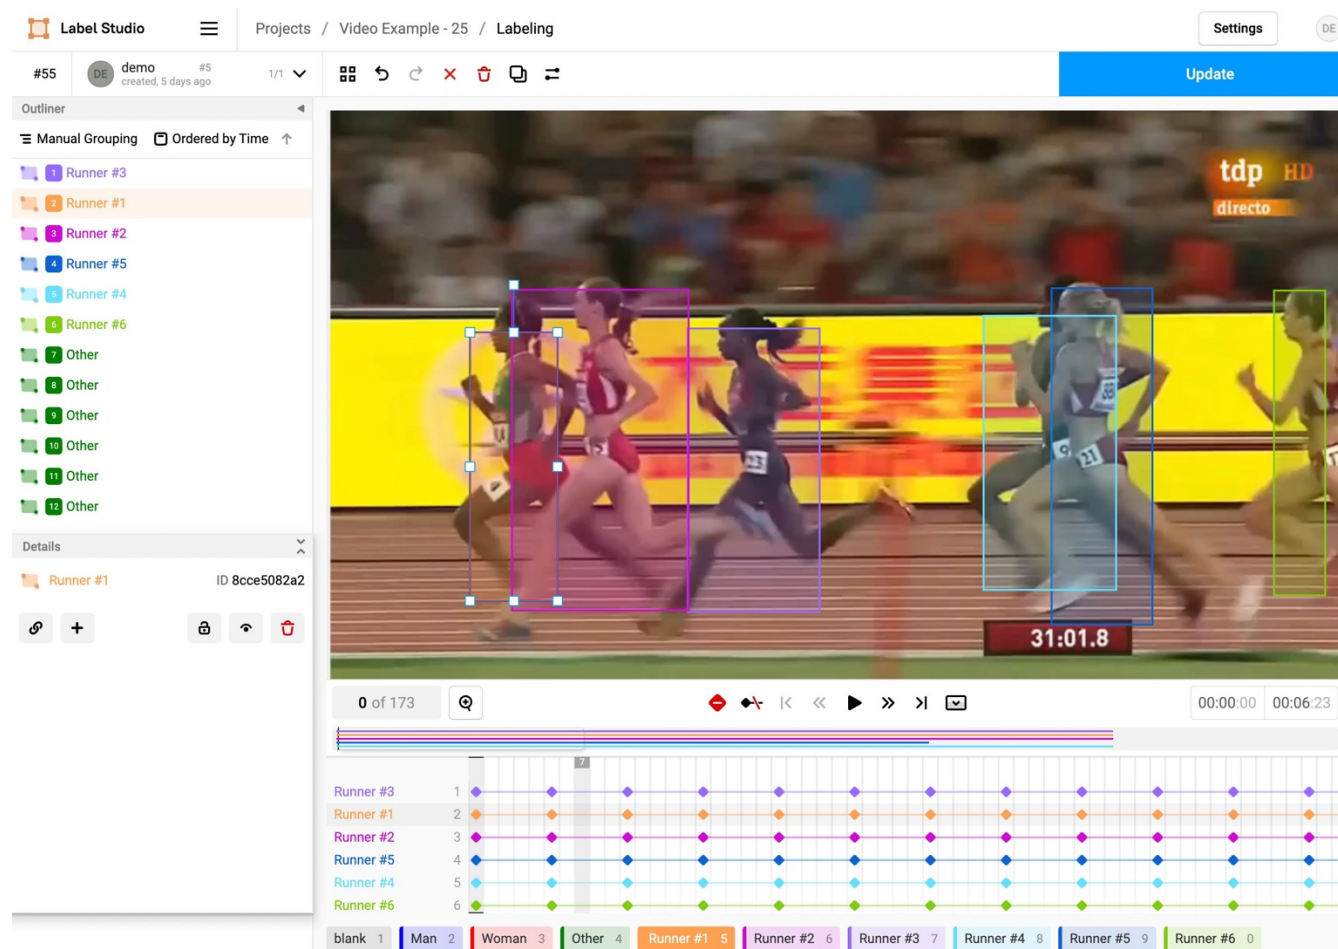 Label Studio Projects / Video Example - 25 / Labeling Settings DE
#55 DE demo #5 1/1 Update
created, 5 days ago
Outliner
Manual Grouping Ordered by Time
1 Runner #3
2 Runner #1
3 Runner #2
4 Runner #5
5 Runner #4
6 Runner #6
7 Other
8 Other
9 Other
10 Other
11 Other
12 Other
Details
Runner #1 ID 8cce5082a2
tdp HD
directo
21
31:01.8
0 of 173 00:00:00 00:06:23
7
Runner #3 1
Runner #1 2
Runner #2 3
Runner #5 4
Runner #4 5
Runner #6 6
blank 1 Man 2 Woman 3 Other 4 Runner #1 5 Runner #2 6 Runner #3 7 Runner #4 8 Runner #5 9 Runner #6 0